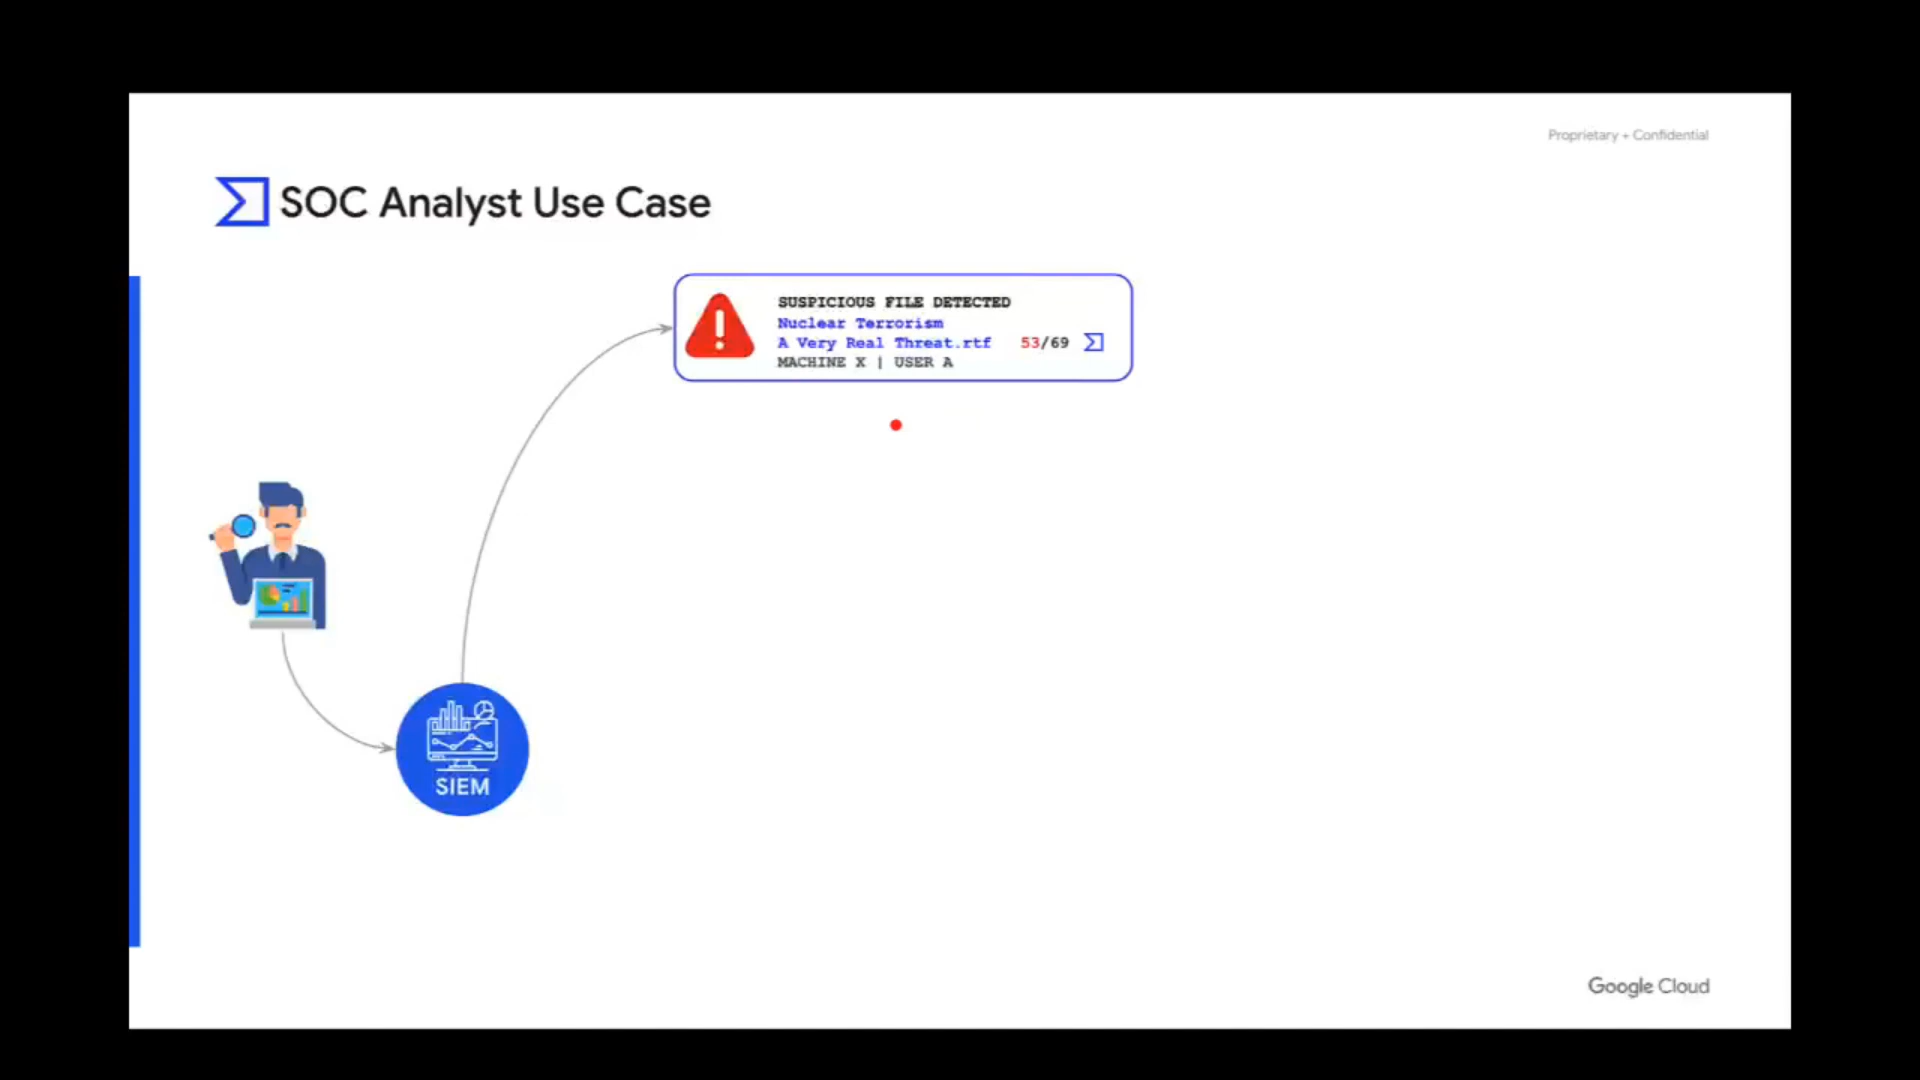 Proprietary + Confidential
SOC Analyst Use Case
SUSPICIOUS FILE DETECTED
Nuclear Terrorism
A Very Real Threat.rtf 53/69
MACHINE X | USER A
SIEM
Google Cloud